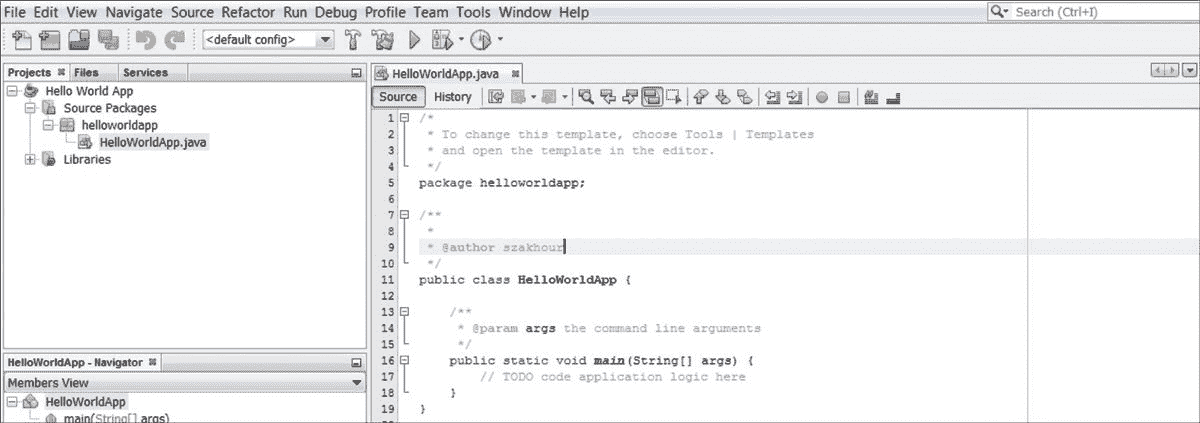 File Edit View Navigate Source Refactor Run Debug Profile Team Tools Window Help
Search (Ctrl+I)
<default config>
Projects Files Services
Hello World App
Source Packages
helloworldapp
HelloWorldApp.java
Libraries
HelloWorldApp - Navigator
Members View
HelloWorldApp
main(String[] args)
HelloWorldApp.java
Source History
1 /*
2 * To change this template, choose Tools | Templates
3 * and open the template in the editor.
4 */
5 package helloworldapp;
6
7 /**
8 *
9 * @author szakhour
10 */
11 public class HelloWorldApp {
12
13 /**
14 * @param args the command line arguments
15 */
16 public static void main(String[] args) {
17 // TODO code application logic here
18 }
19 }